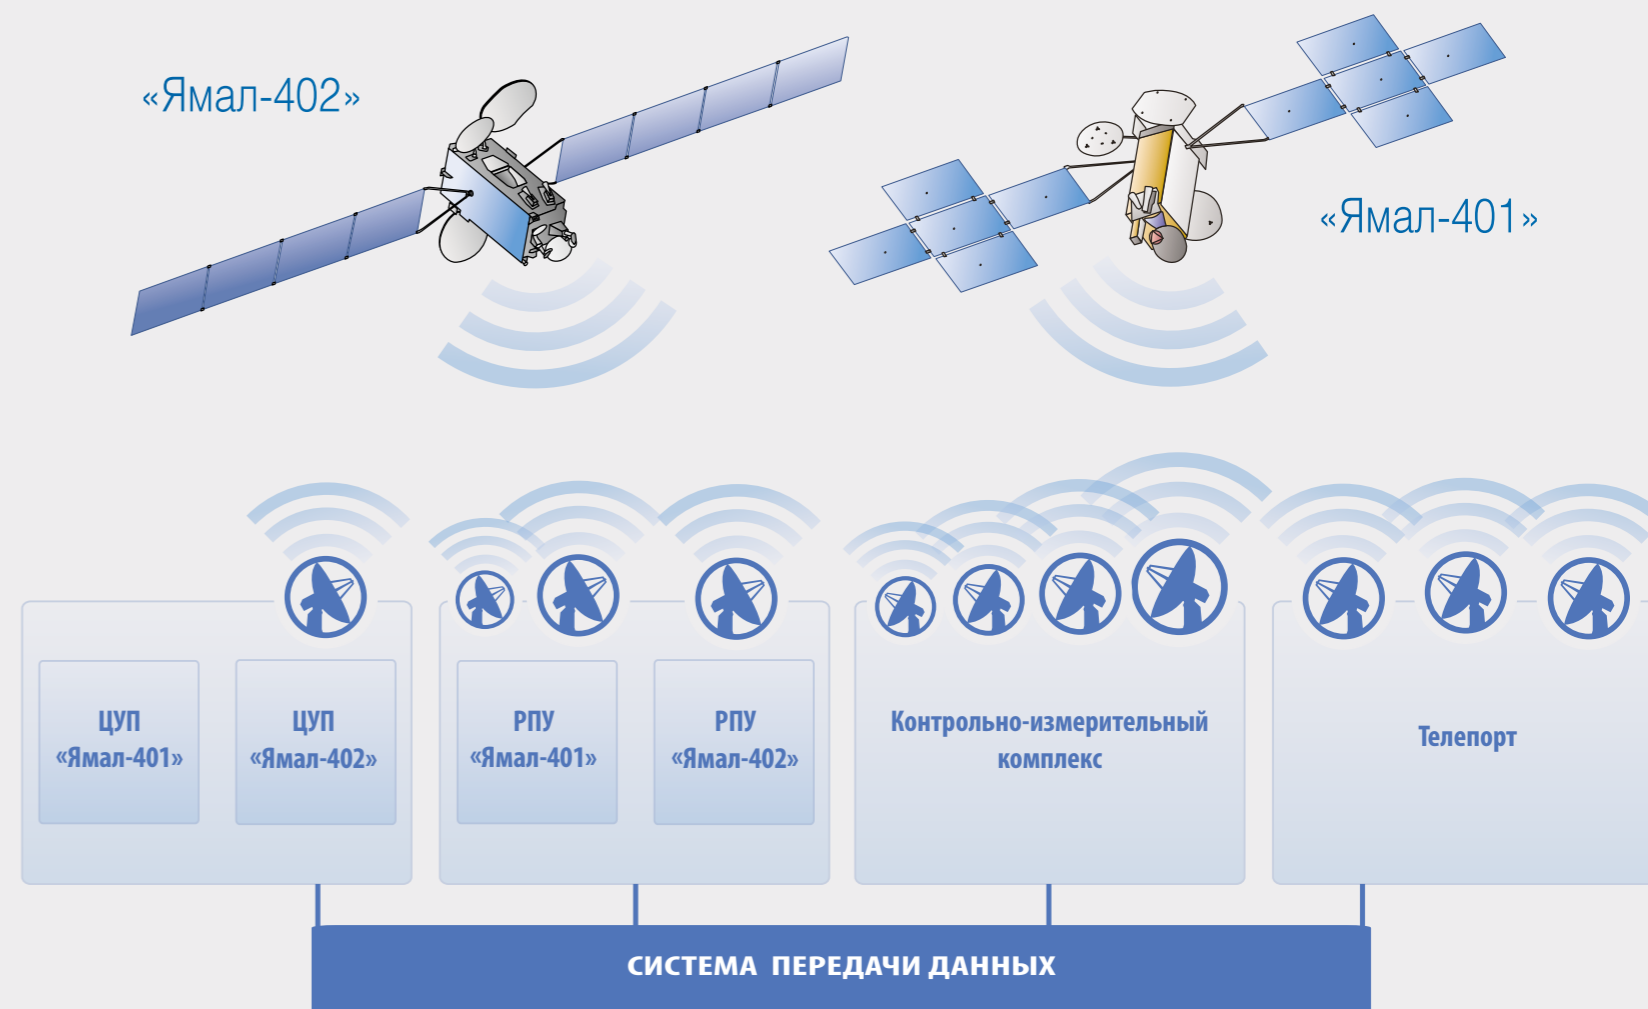 «Ямал-402»
«Ямал-401»
ЦУП
«Ямал-401»
ЦУП
«Ямал-402»
РПУ
«Ямал-401»
РПУ
«Ямал-402»
Контрольно-измерительный
комплекс
Телепорт
СИСТЕМА ПЕРЕДАЧИ ДАННЫХ